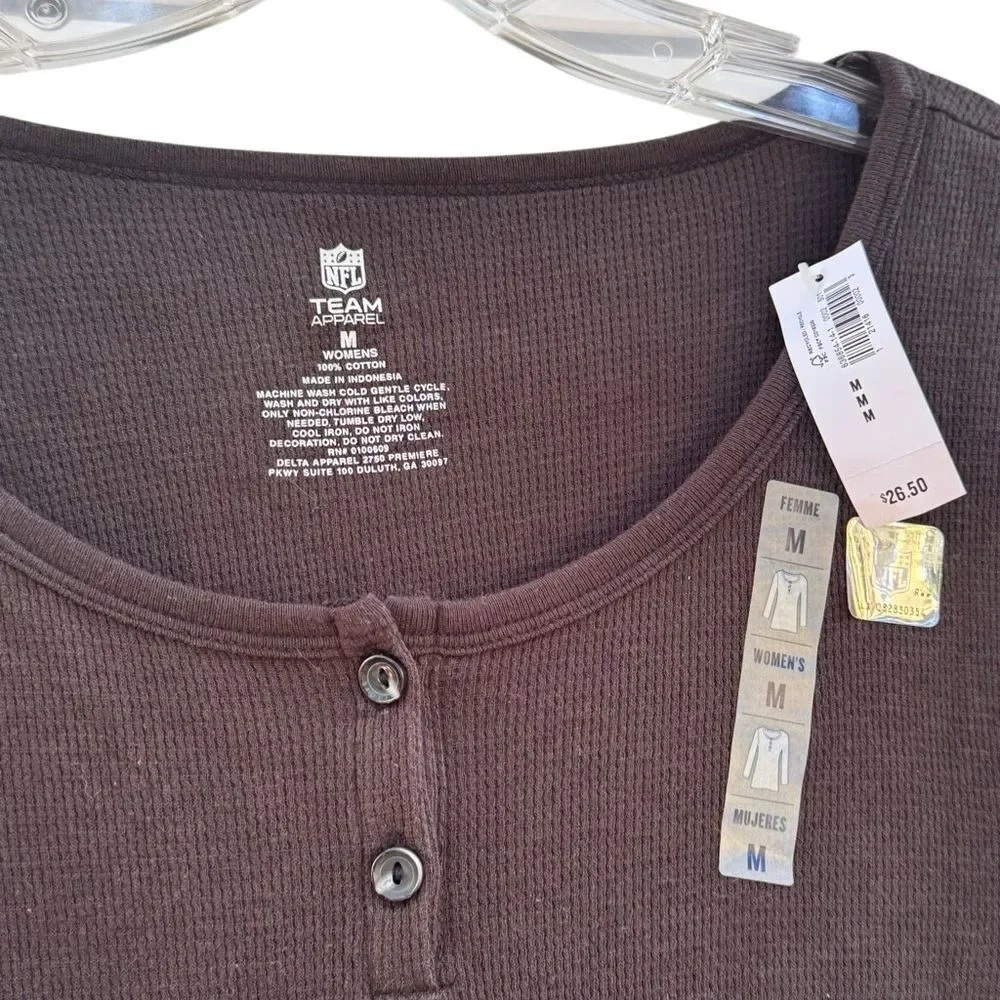 NFL
TEAM
APPAREL
M
WOMENS
100% COTTON
MADE IN INDONESIA
MACHINE WASH COLD GENTLE CYCLE,
WASH AND DRY WITH LIKE COLORS,
ONLY NON-CHLORINE BLEACH WHEN
NEEDED, TUMBLE DRY LOW,
COOL IRON, DO NOT IRON
DECORATION, DO NOT DRY CLEAN.
RN# 0100609
DELTA APPAREL 2750 PREMIERE
PKWY SUITE 100 DULUTH, GA 30097
M
M
M
$26.50
FEMME
M
WOMEN'S
M
MUJERES
M
NFL